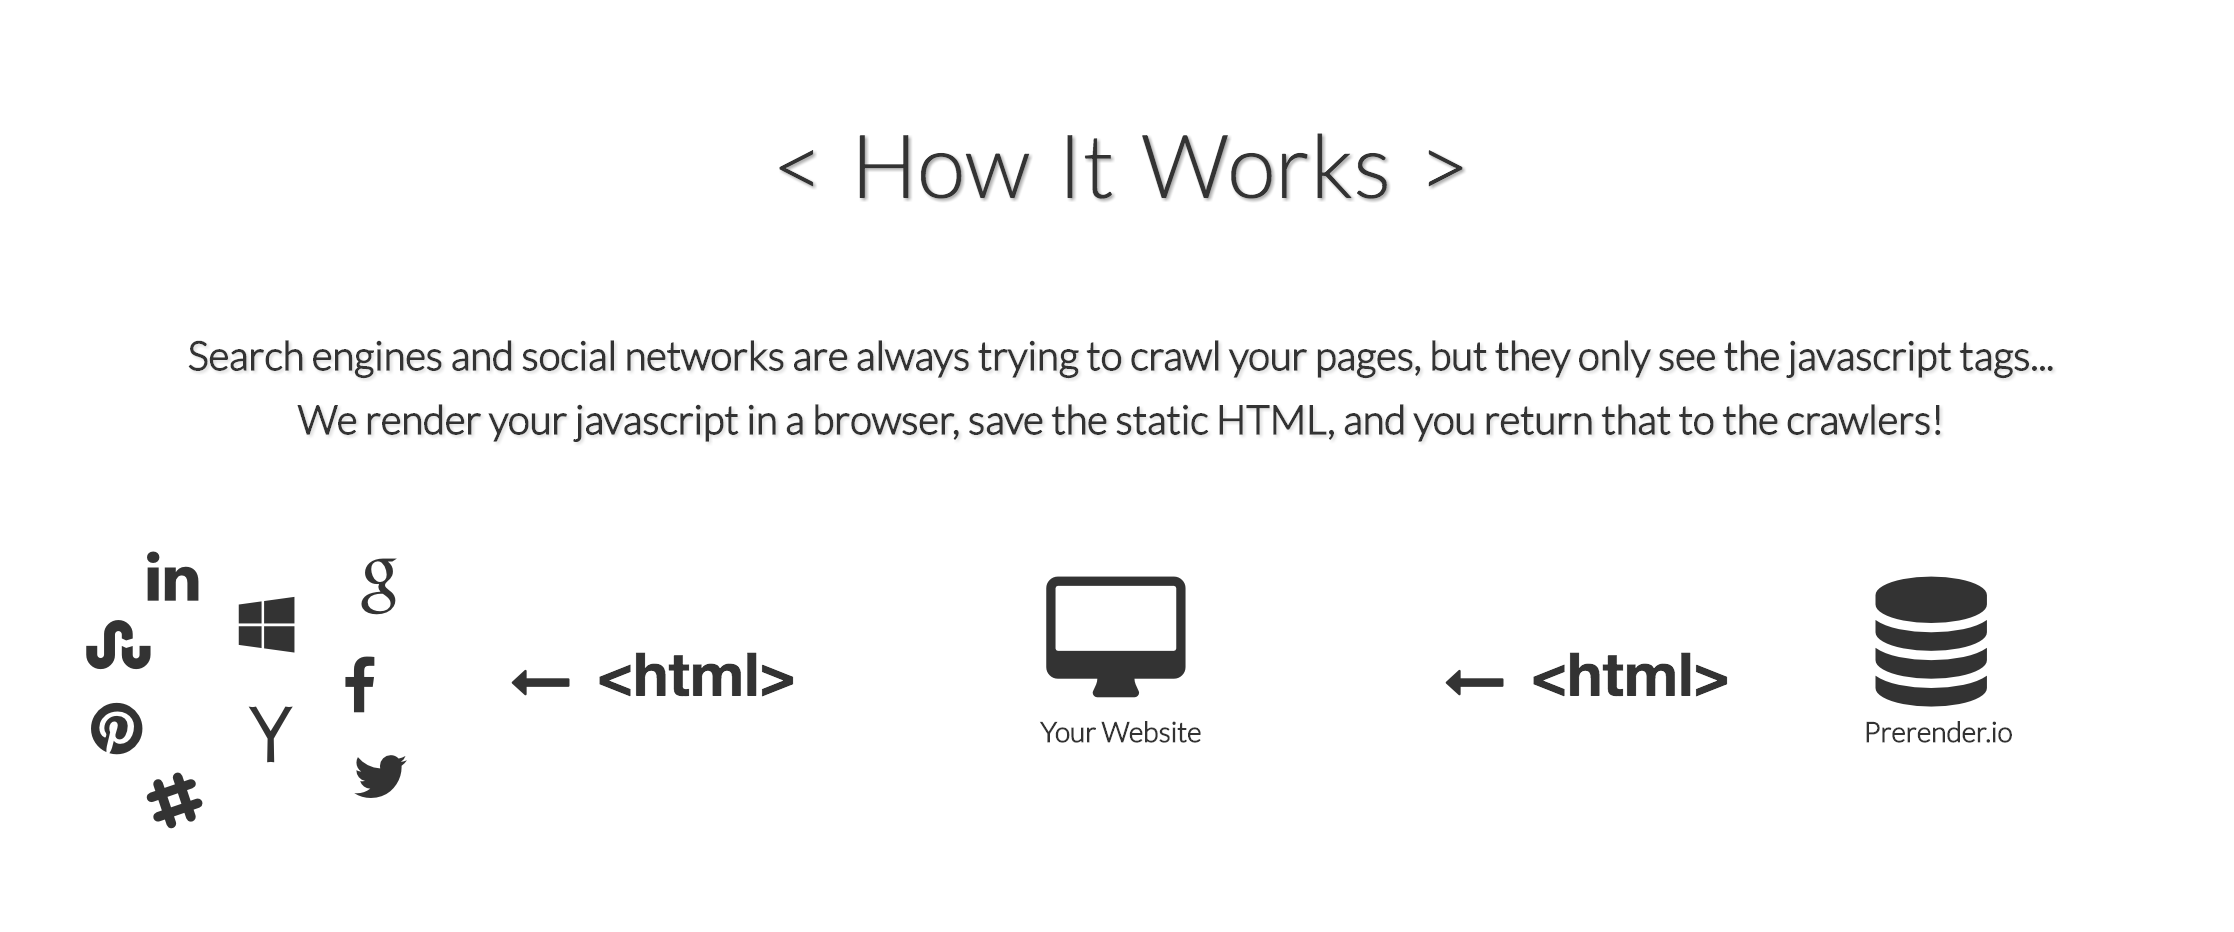 < How It Works >
Search engines and social networks are always trying to crawl your pages, but they only see the javascript tags...
We render your javascript in a browser, save the static HTML, and you return that to the crawlers!
in
g
f
Y
<html>
Your Website
<html>
Prerender.io